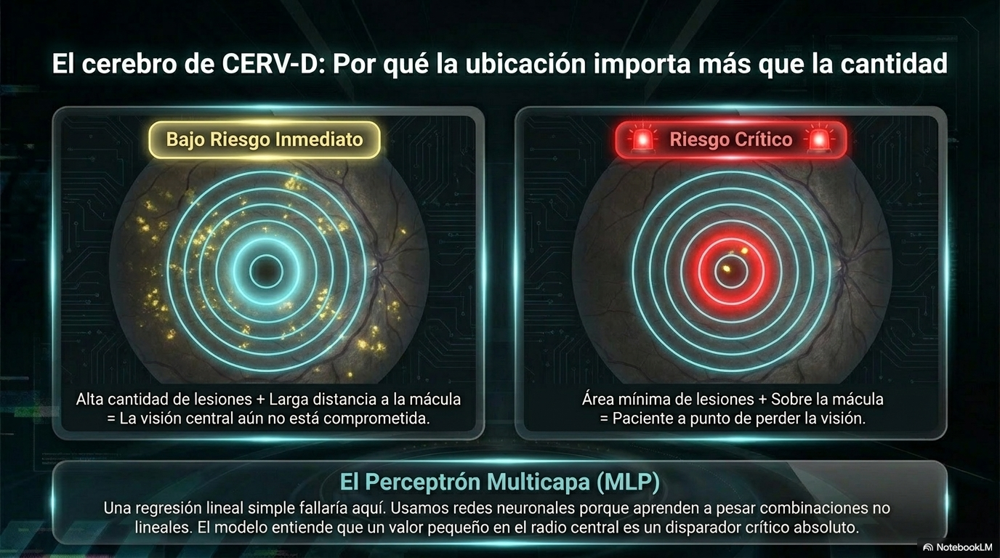 El cerebro de CERV-D: Por qué la ubicación importa más que la cantidad
Bajo Riesgo Inmediato
Alta cantidad de lesiones + Larga distancia a la mácula
= La visión central aún no está comprometida.
Riesgo Crítico
Área mínima de lesiones + Sobre la mácula
= Paciente a punto de perder la visión.
El Perceptrón Multicapa (MLP)
Una regresión lineal simple fallaría aquí. Usamos redes neuronales porque aprenden a pesar combinaciones no
lineales. El modelo entiende que un valor pequeño en el radio central es un disparador crítico absoluto.
NotebookLM